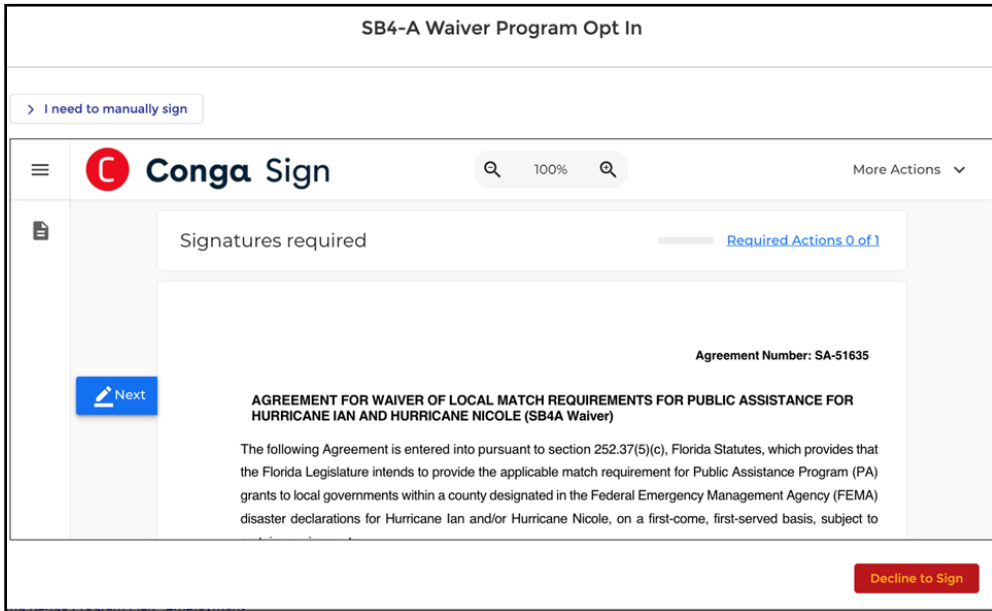 SB4-A Waiver Program Opt In
I need to manually sign
C Conga Sign
100%
More Actions
Signatures required
Required Actions 0 of 1
Agreement Number: SA-51635
Next
AGREEMENT FOR WAIVER OF LOCAL MATCH REQUIREMENTS FOR PUBLIC ASSISTANCE FOR
HURRICANE IAN AND HURRICANE NICOLE (SB4A Waiver)
The following Agreement is entered into pursuant to section 252.37(5)(c), Florida Statutes, which provides that
the Florida Legislature intends to provide the applicable match requirement for Public Assistance Program (PA)
grants to local governments within a county designated in the Federal Emergency Management Agency (FEMA)
disaster declarations for Hurricane Ian and/or Hurricane Nicole, on a first-come, first-served basis, subject to
Decline to Sign